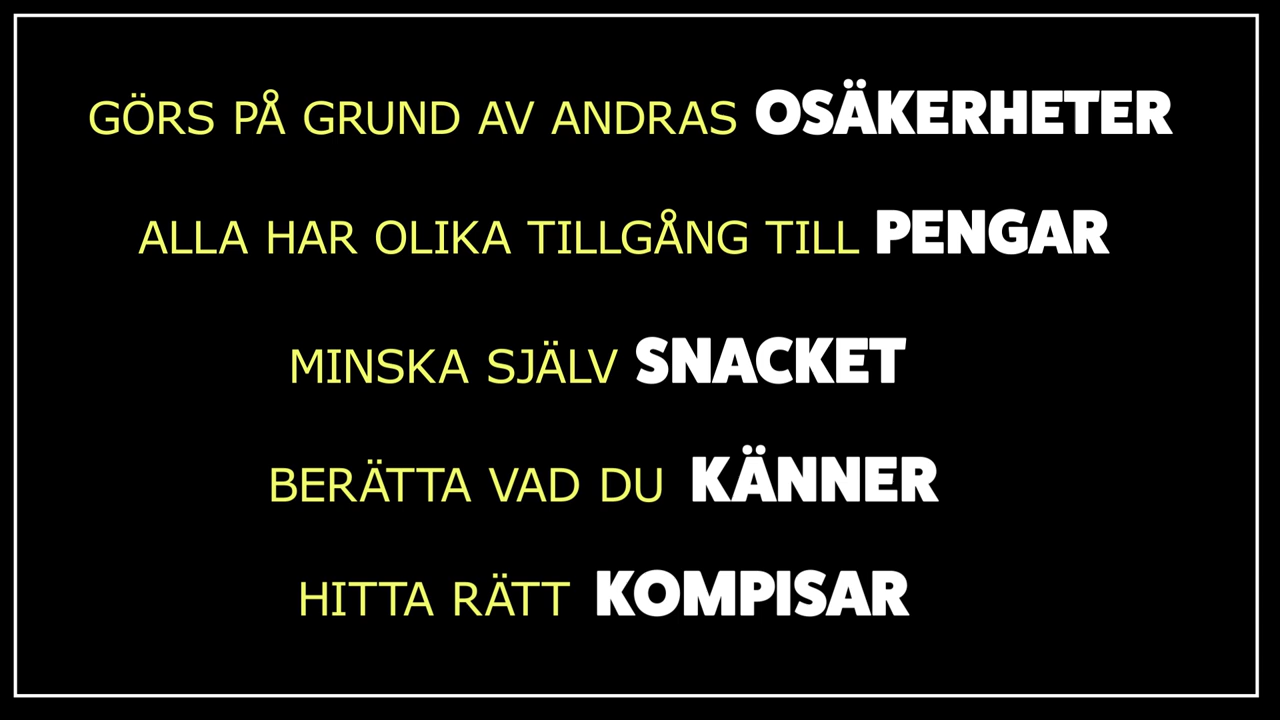 GÖRS PÅ GRUND AV ANDRAS OSÄKERHETER
ALLA HAR OLIKA TILLGÅNG TILL PENGAR
MINSKA SJÄLV SNACKET
BERÄTTA VAD DU KÄNNER
HITTA RÄTT KOMPISAR